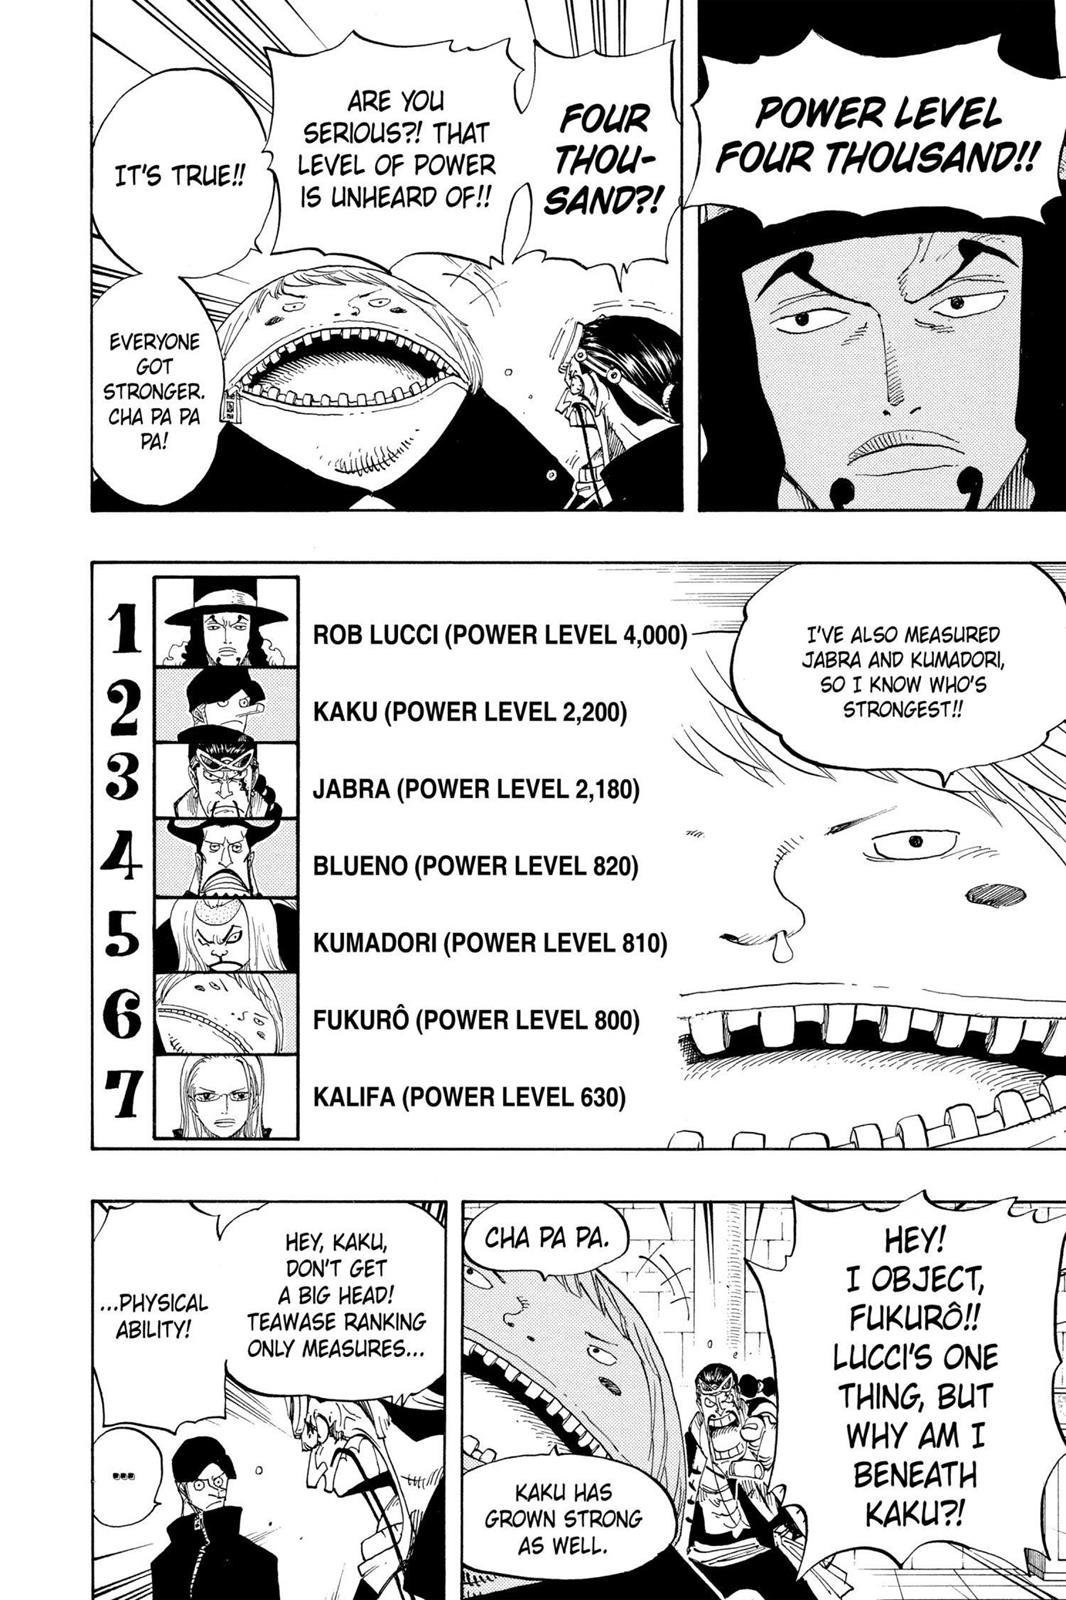 POWER LEVEL
FOUR THOUSAND!!
FOUR
THOU-
SAND?!
ARE YOU
SERIOUS?! THAT
LEVEL OF POWER
IS UNHEARD OF!!
IT'S TRUE!!
EVERYONE
GOT
STRONGER.
CHA PA PA
PA!
I'VE ALSO MEASURED
JABRA AND KUMADORI,
SO I KNOW WHO'S
STRONGEST!!
1 ROB LUCCI (POWER LEVEL 4,000)
2 KAKU (POWER LEVEL 2,200)
3 JABRA (POWER LEVEL 2,180)
4 BLUENO (POWER LEVEL 820)
5 KUMADORI (POWER LEVEL 810)
6 FUKURÔ (POWER LEVEL 800)
7 KALIFA (POWER LEVEL 630)
HEY!
I OBJECT,
FUKURÔ!!
LUCCI'S ONE
THING, BUT
WHY AM I
BENEATH
KAKU?!
CHA PA PA.
KAKU HAS
GROWN STRONG
AS WELL.
HEY, KAKU,
DON'T GET
A BIG HEAD!
TEAWASE RANKING
ONLY MEASURES...
...PHYSICAL
ABILITY!
...